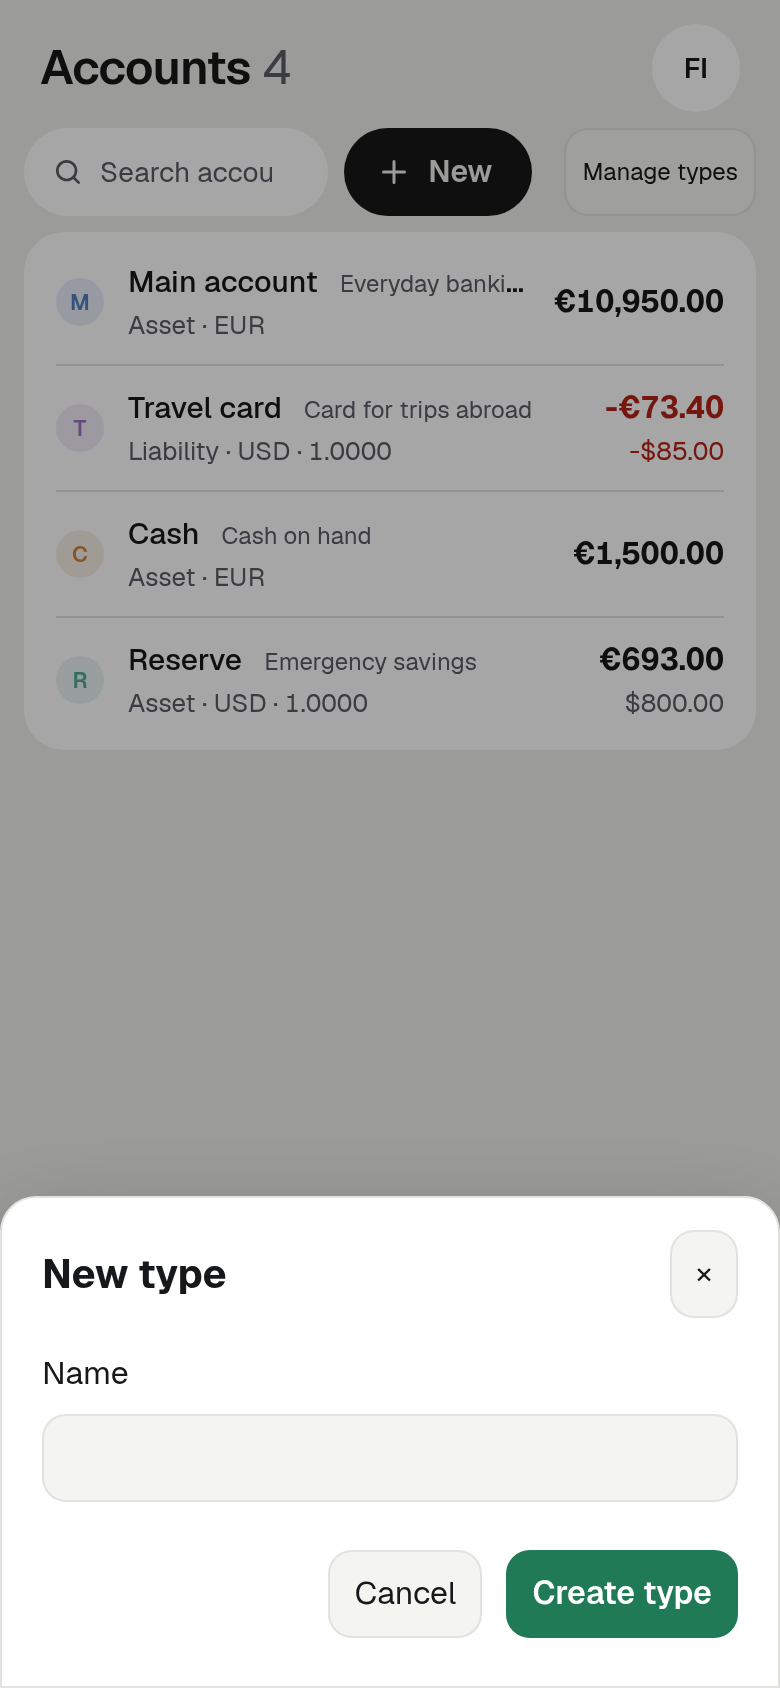 Accounts 4
FI
Search accou
New
Manage types
M
Main account Everyday banki...
€10,950.00
Asset · EUR
T
Travel card Card for trips abroad
-€73.40
Liability · USD · 1.0000
-$85.00
C
Cash Cash on hand
€1,500.00
Asset · EUR
R
Reserve Emergency savings
€693.00
Asset · USD · 1.0000
$800.00
New type
×
Name
Cancel
Create type